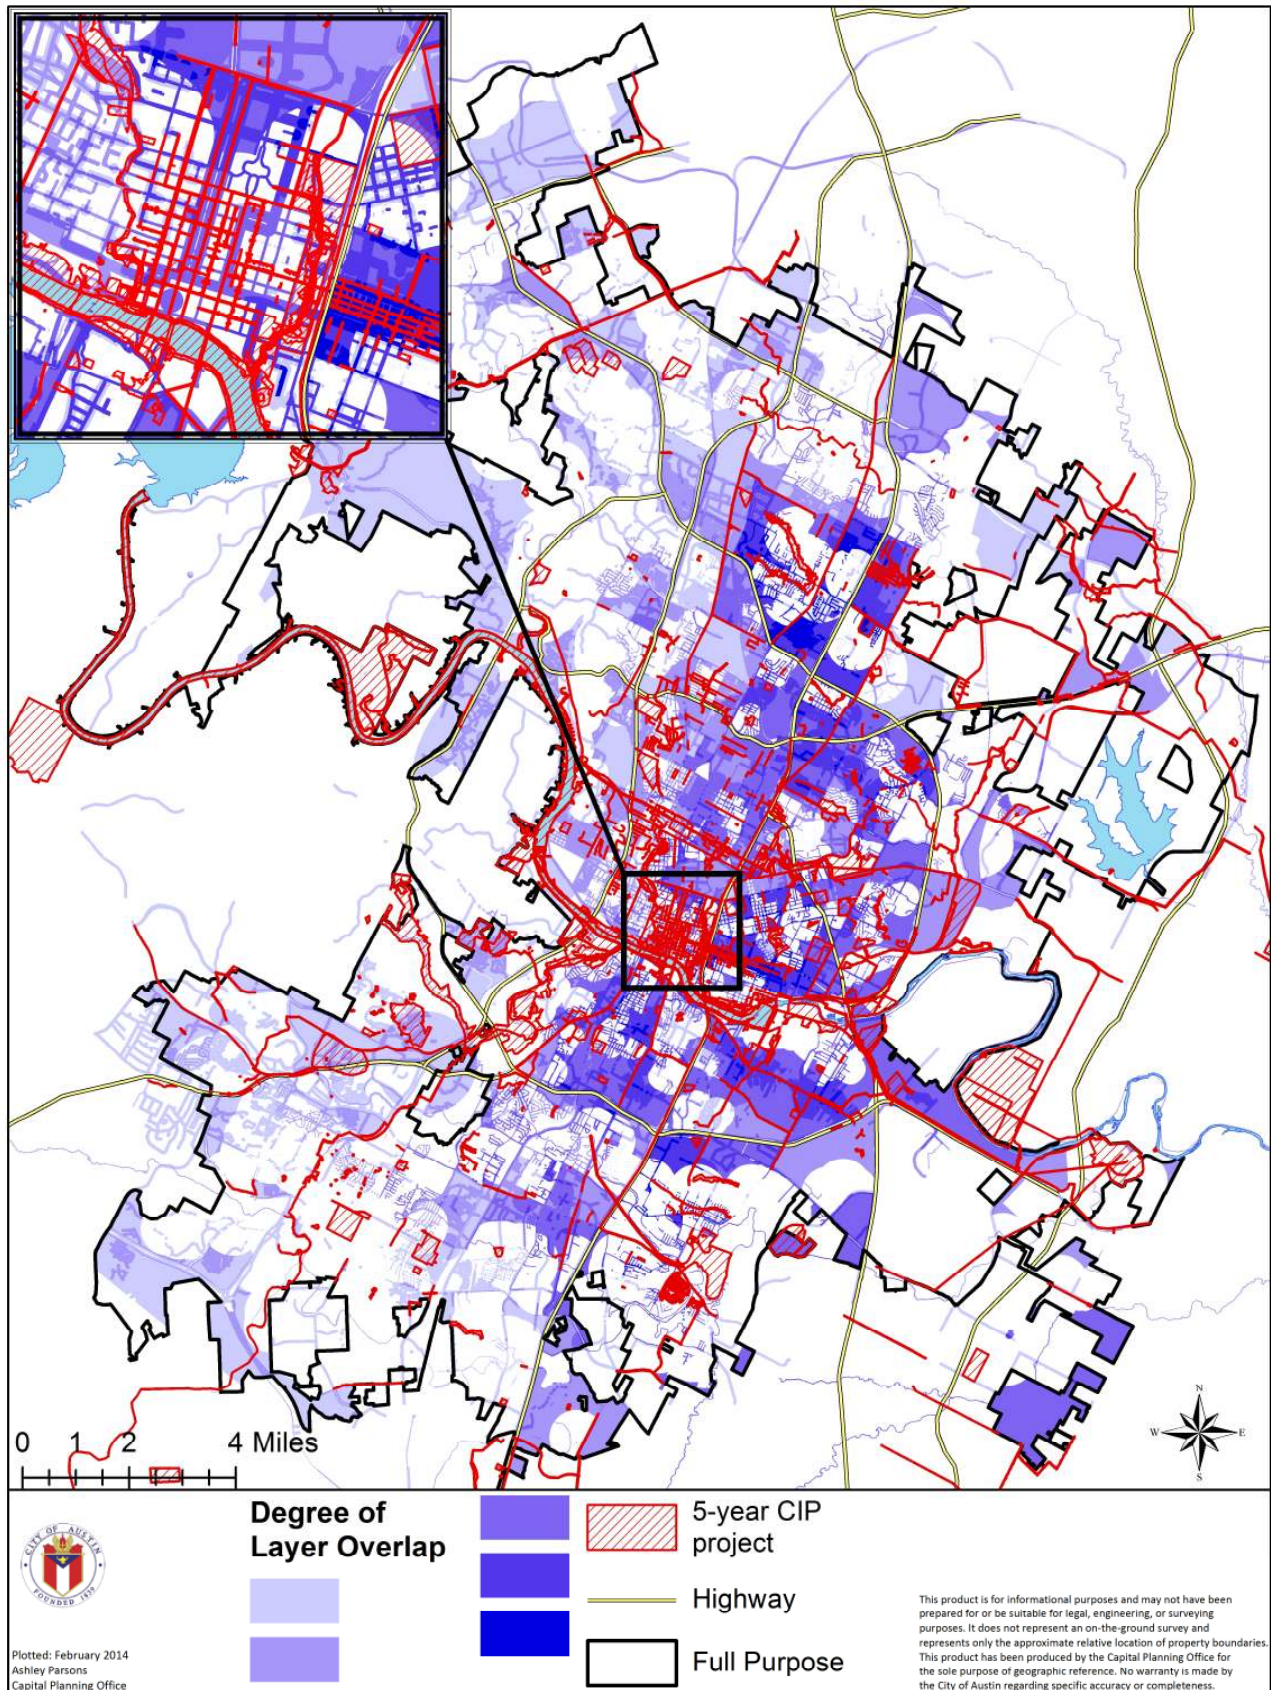 0 1 2 4 Miles
N
W E
S
Degree of
Layer Overlap
5-year CIP
project
Highway
Full Purpose
CITY OF AUSTIN
FOUNDED 1839
Plotted: February 2014
Ashley Parsons
Capital Planning Office
This product is for informational purposes and may not have been
prepared for or be suitable for legal, engineering, or surveying
purposes. It does not represent an on-the-ground survey and
represents only the approximate relative location of property boundaries.
This product has been produced by the Capital Planning Office for
the sole purpose of geographic reference. No warranty is made by
the City of Austin regarding specific accuracy or completeness.